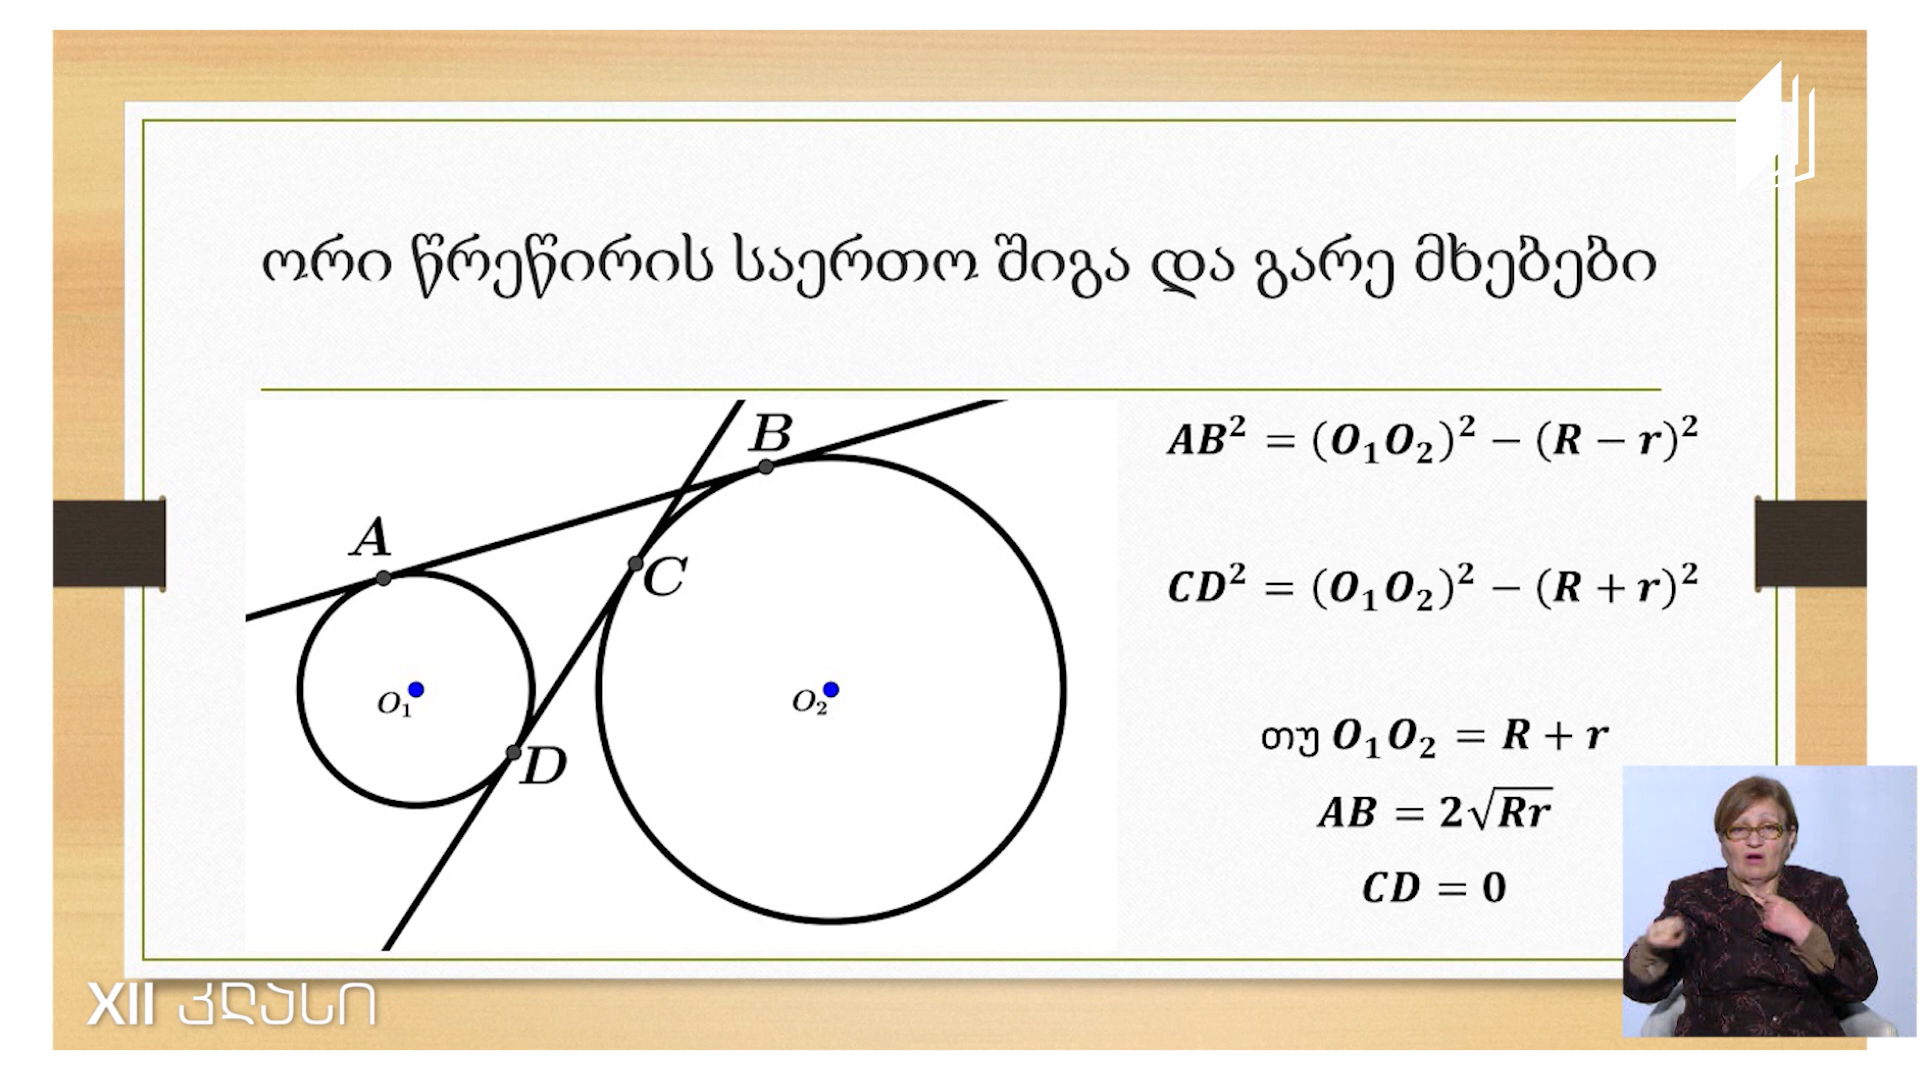 ორი წრეწირის საერთო შიგა და გარე მხებები
AB² = (O₁O₂)² − (R − r)²
CD² = (O₁O₂)² − (R + r)²
თუ O₁O₂ = R + r
AB = 2√Rr
CD = 0
A
B
C
D
O₁
O₂
XII კლასი